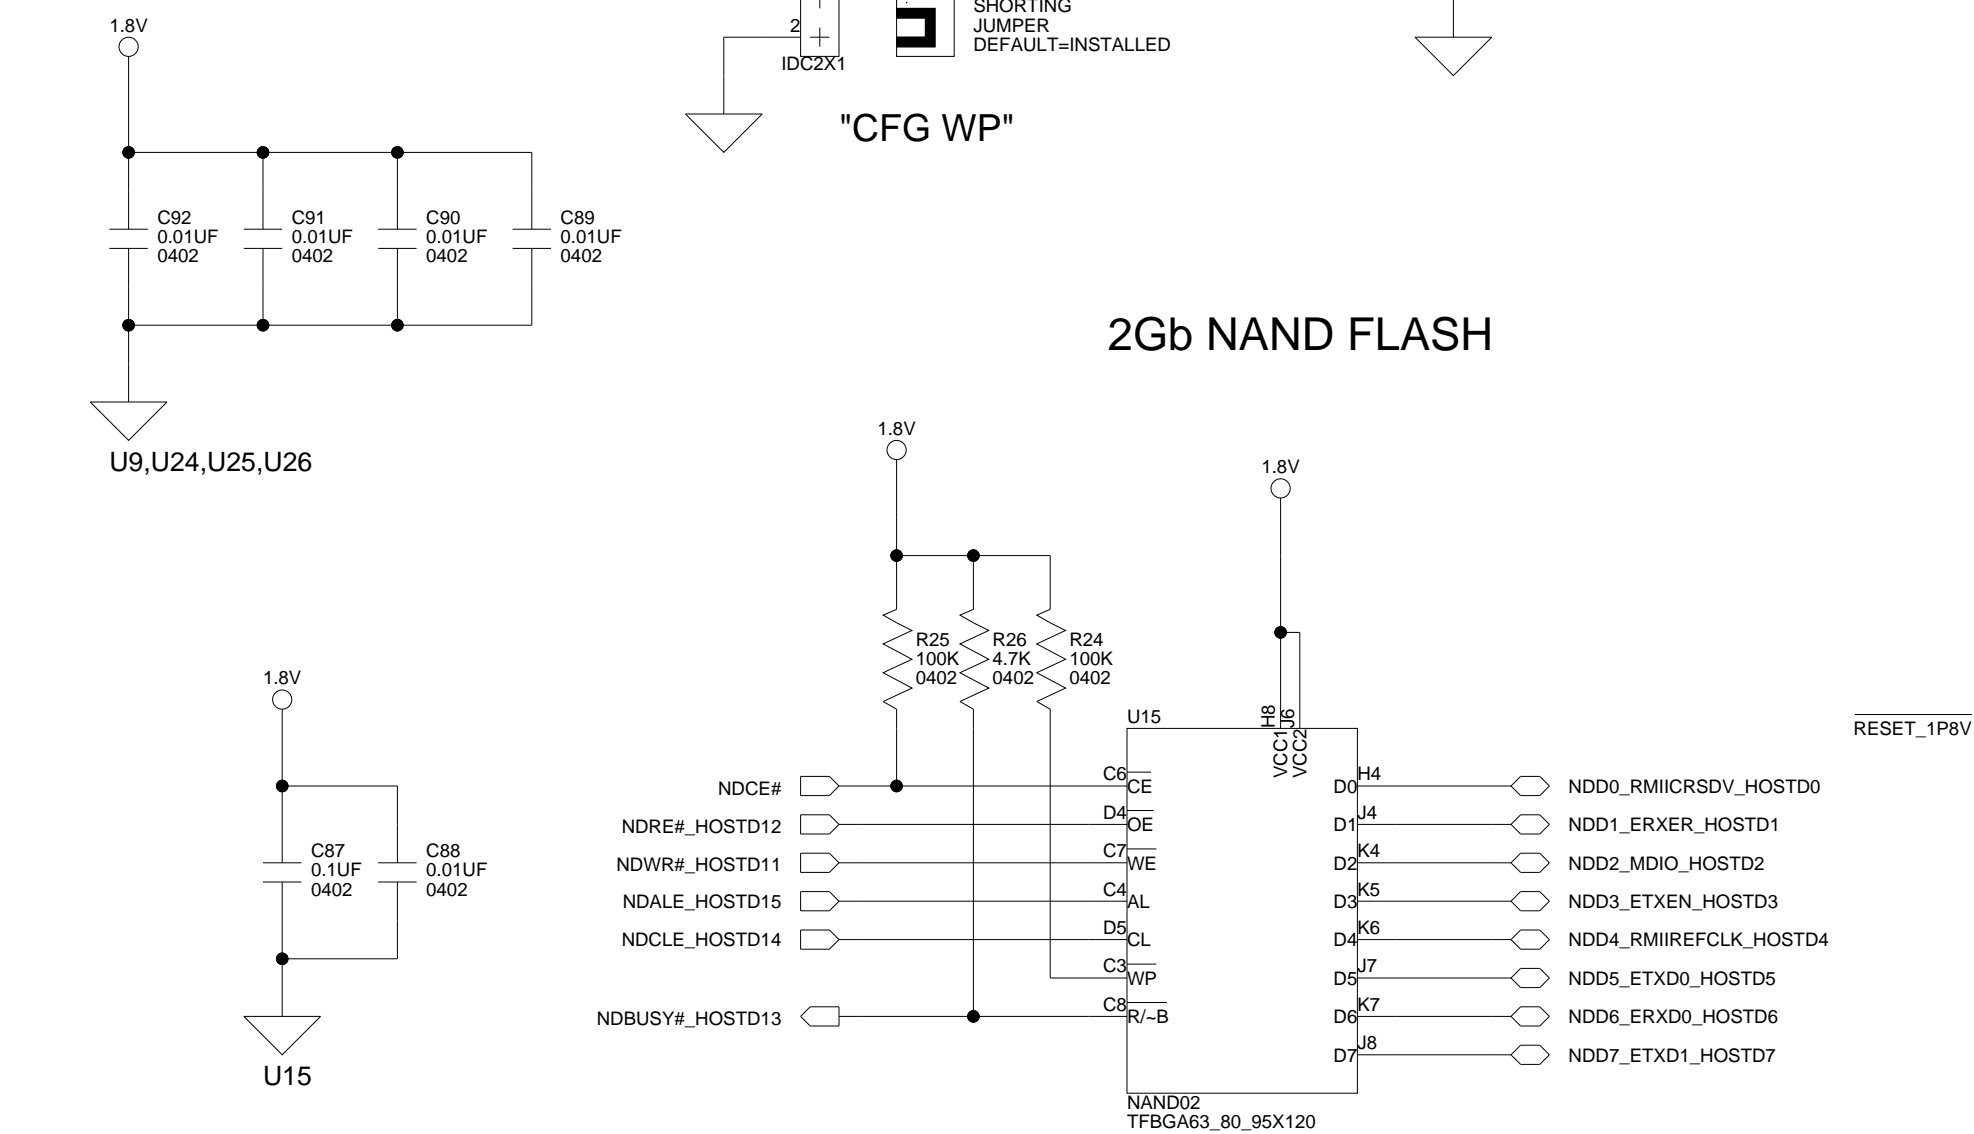 SHORTING
JUMPER
DEFAULT=INSTALLED
2
IDC2X1
"CFG WP"
1.8V
C92
0.01UF
0402
C91
0.01UF
0402
C90
0.01UF
0402
C89
0.01UF
0402
U9,U24,U25,U26
2Gb NAND FLASH
1.8V
1.8V
R25
100K
0402
R26
4.7K
0402
R24
100K
0402
1.8V
C87
0.1UF
0402
C88
0.01UF
0402
U15
U15
H8
J6
VCC1
VCC2
RESET_1P8V
NDCE#
C6
CE
D0
H4
NDD0_RMIICRSDV_HOSTD0
NDRE#_HOSTD12
D4
OE
D1
J4
NDD1_ERXER_HOSTD1
NDWR#_HOSTD11
C7
WE
D2
K4
NDD2_MDIO_HOSTD2
NDALE_HOSTD15
C4
AL
D3
K5
NDD3_ETXEN_HOSTD3
NDCLE_HOSTD14
D5
CL
D4
K6
NDD4_RMIIREFCLK_HOSTD4
C3
WP
D5
J7
NDD5_ETXD0_HOSTD5
NDBUSY#_HOSTD13
C8
R/~B
D6
K7
NDD6_ERXD0_HOSTD6
D7
J8
NDD7_ETXD1_HOSTD7
NAND02
TFBGA63_80_95X120